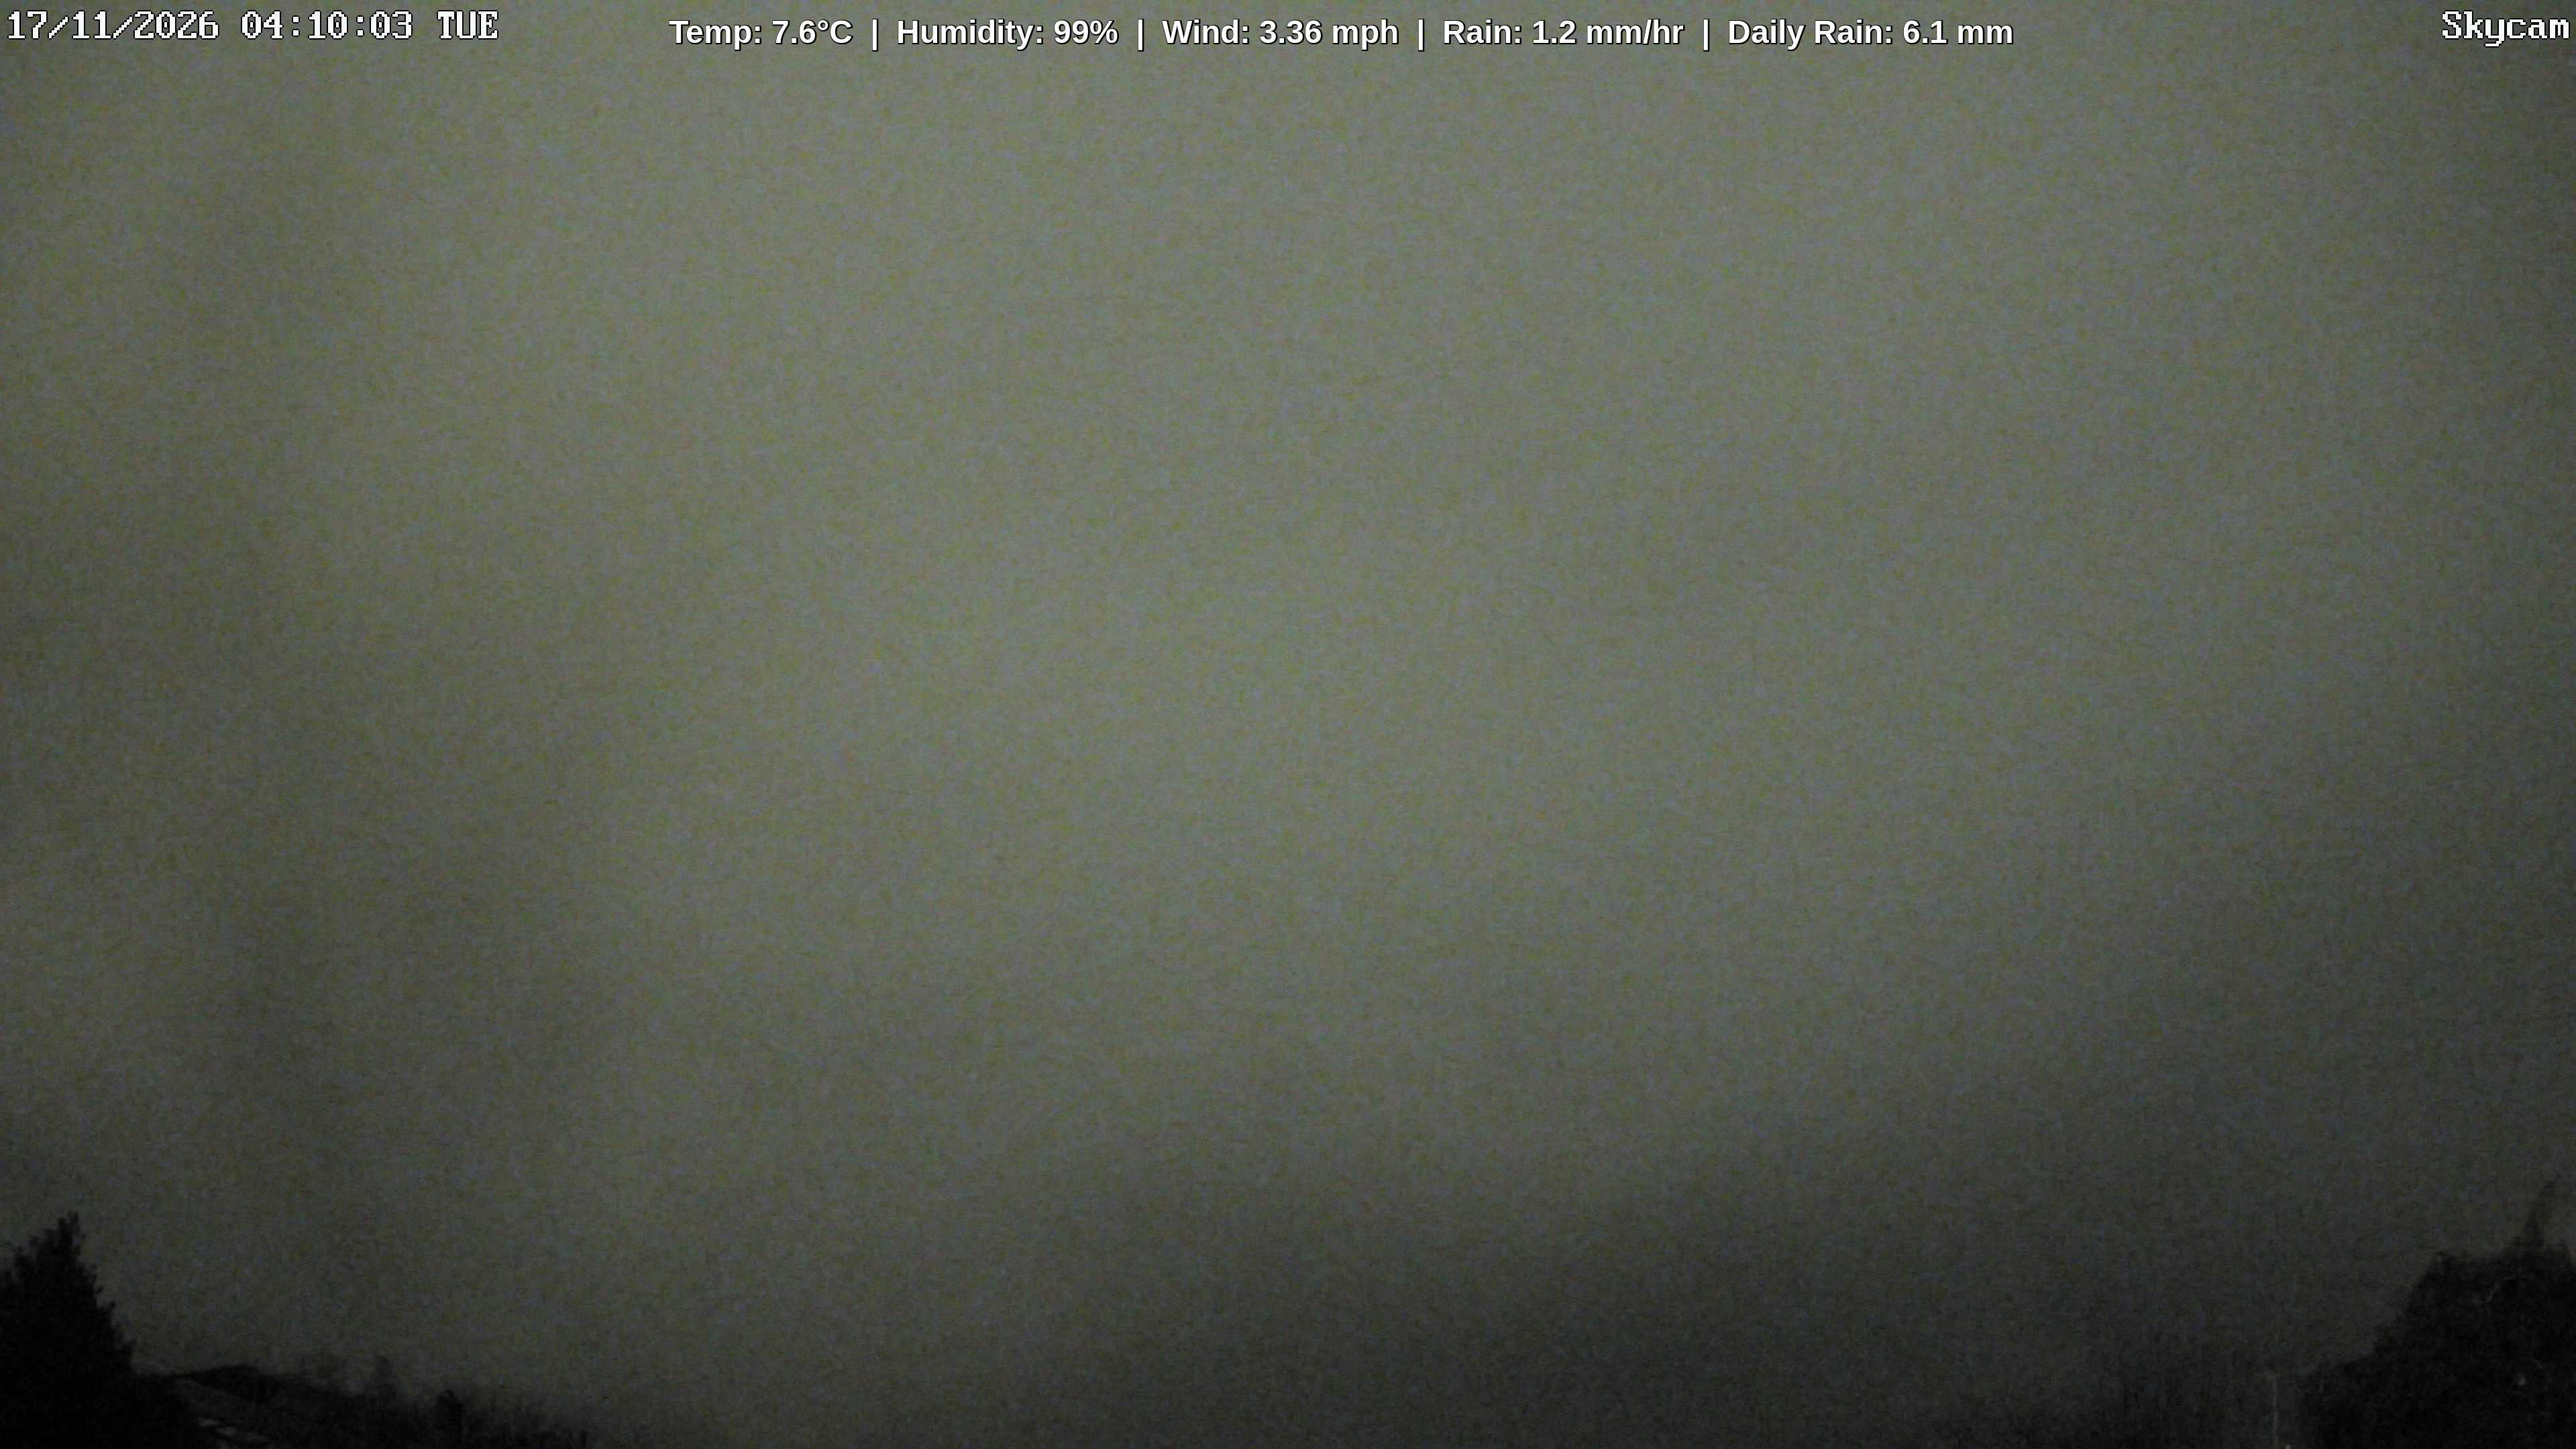 17/11/2026 04:10:03 TUE
Temp: 7.6°C | Humidity: 99% | Wind: 3.36 mph | Rain: 1.2 mm/hr | Daily Rain: 6.1 mm
Skycam